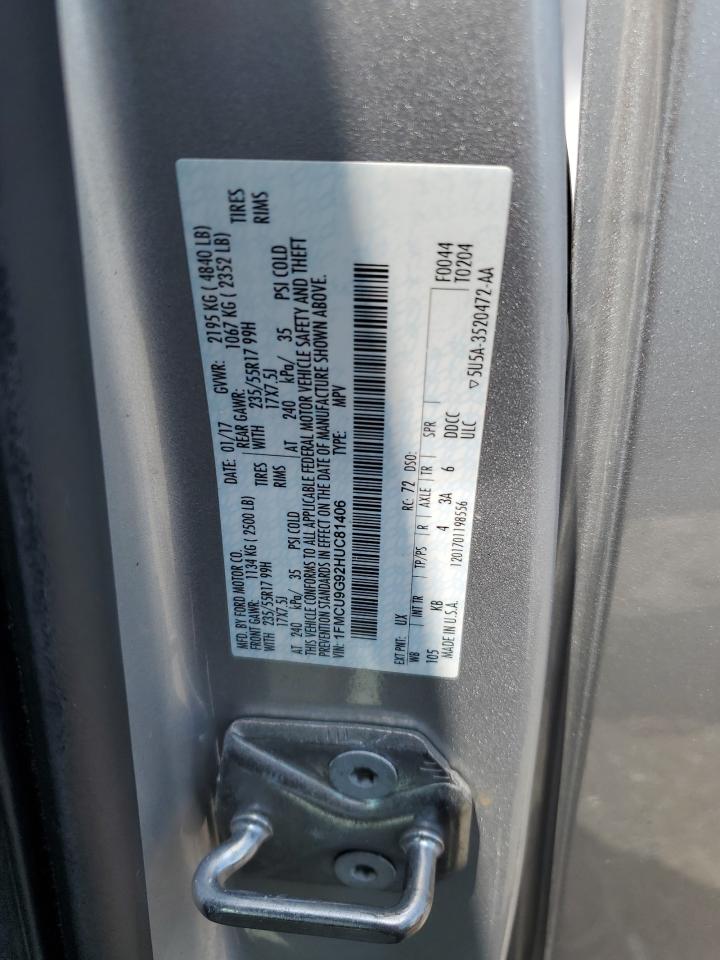 MFD. BY FORD MOTOR CO. DATE: 01/17 GVWR: 2195 KG ( 4840 LB)
FRONT GAWR: 1134 KG ( 2500 LB) REAR GAWR: 1067 KG ( 2352 LB)
WITH 235/55R17 99H TIRES WITH 235/55R17 99H TIRES
17X7.5J RIMS 17X7.5J RIMS
AT 240 kPa/ 35 PSI COLD AT 240 kPa/ 35 PSI COLD
THIS VEHICLE CONFORMS TO ALL APPLICABLE FEDERAL MOTOR VEHICLE SAFETY AND THEFT
PREVENTION STANDARDS IN EFFECT ON THE DATE OF MANUFACTURE SHOWN ABOVE.
VIN: 1FMCU9G92HUC81406 TYPE: MPV
EXT PNT: UX RC: 72 DSO: F0044
WB INT TR TP/PS R AXLE TR SPR T0204
105 KB 4 3A 6 DDCC
MADE IN U.S.A. 1201701198556 ULC ▽5U5A-3520472-AA